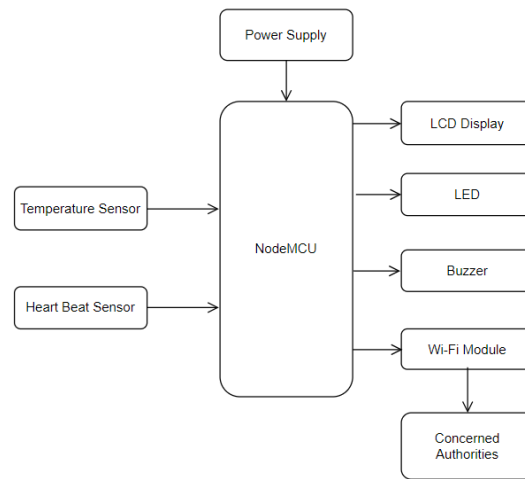 Power Supply
LCD Display
LED
Temperature Sensor
NodeMCU
Buzzer
Heart Beat Sensor
Wi-Fi Module
Concerned
Authorities